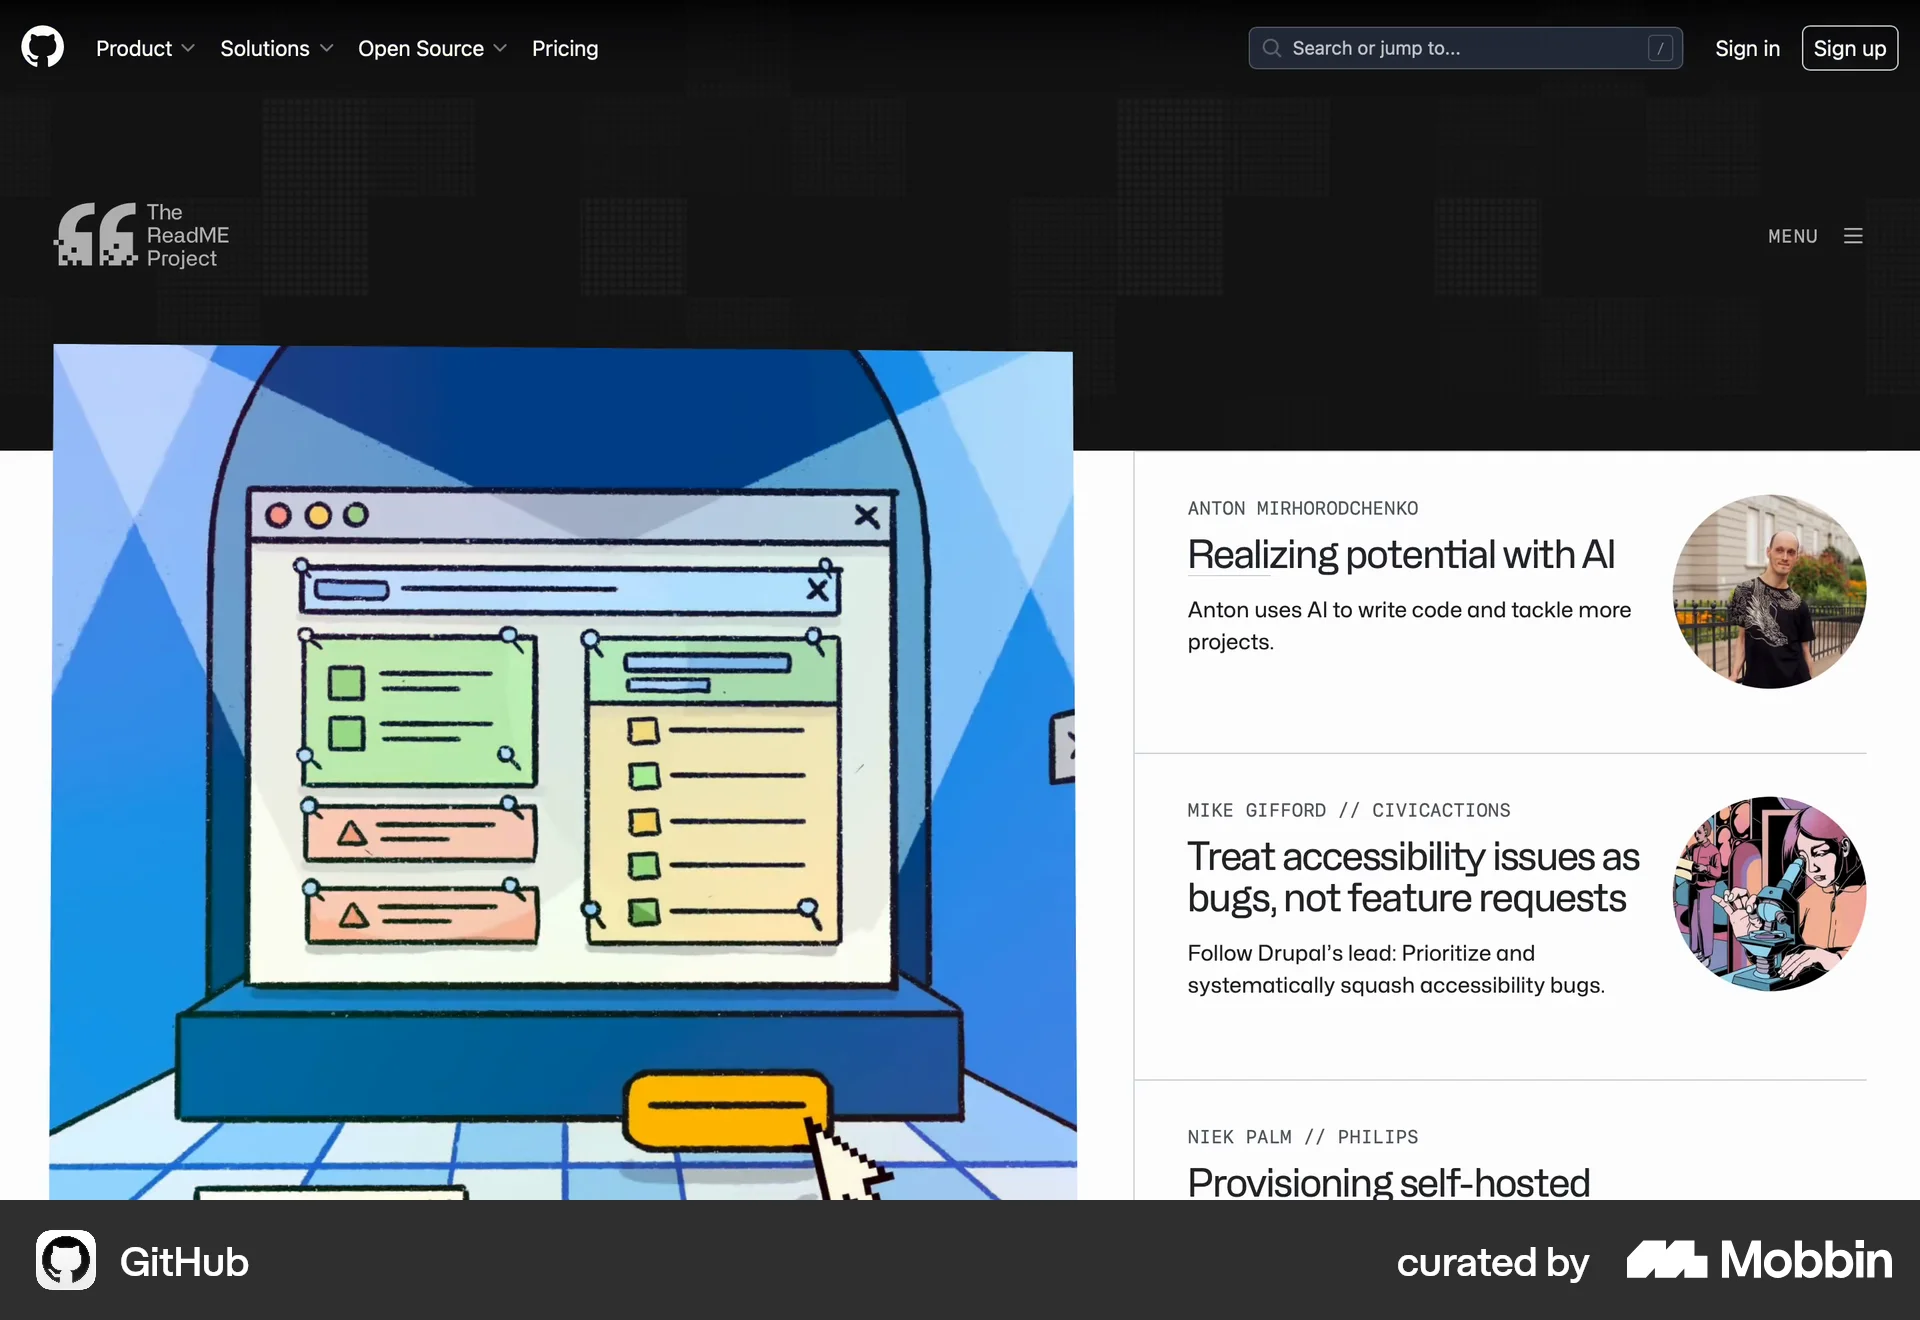 Product
Solutions
Open Source
Pricing
Search or jump to...
/
Sign in
Sign up
The
ReadME
Project
MENU
ANTON MIRHORODCHENKO
Realizing potential with AI
Anton uses AI to write code and tackle more
projects.
MIKE GIFFORD // CIVICACTIONS
Treat accessibility issues as
bugs, not feature requests
Follow Drupal’s lead: Prioritize and
systematically squash accessibility bugs.
NIEK PALM // PHILIPS
Provisioning self-hosted
GitHub
curated by
Mobbin